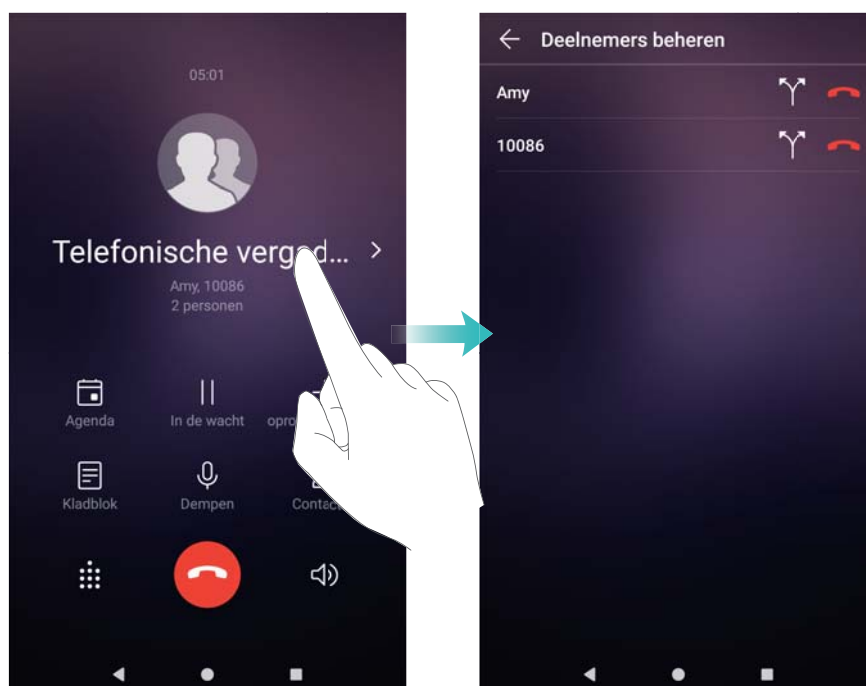 05:01
Telefonische vergad...
Amy, 10086
2 personen
Agenda
In de wacht
Kladblok
Dempen
Deelnemers beheren
Amy
10086